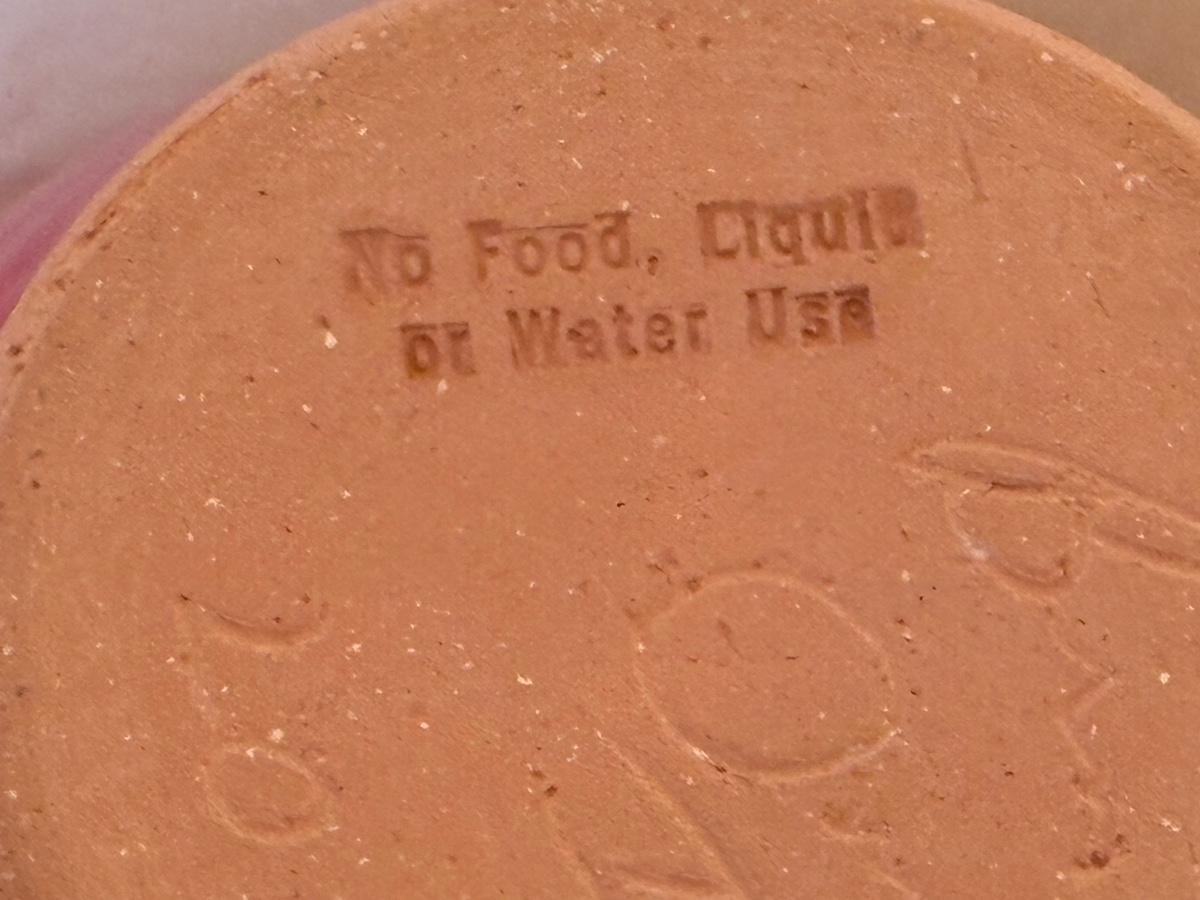 No Food, Liquid
or Water Use